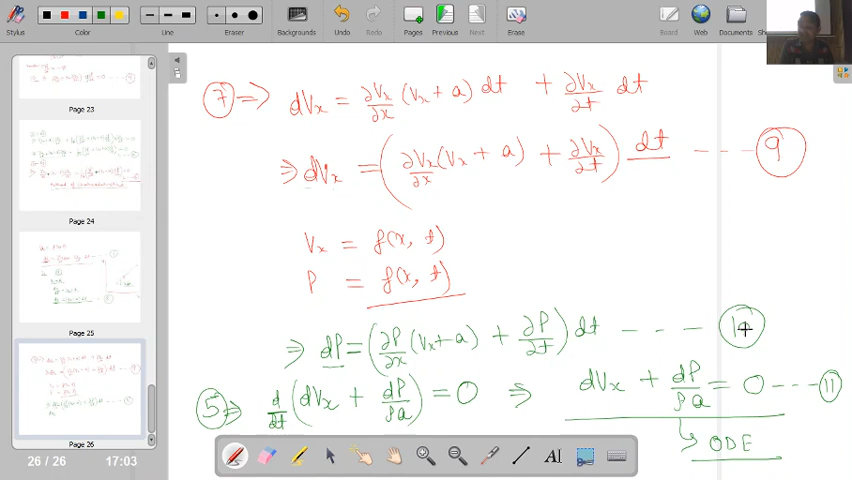 Stylus
Color
Line
Eraser
Backgrounds
Undo
Redo
Pages
Previous
Next
Erase
Board
Web
Documents
Stylus
Page 23
Page 24
Page 25
Page 26
26 / 26
17:03
⑦ ⇒ dVx = ∂Vx/∂x (Vx + a) dt + ∂Vx/∂t dt
⇒ dVx = (∂Vx/∂x (Vx + a) + ∂Vx/∂t) dt --- ⑨
Vx = f(x, t)
P = f(x, t)
⇒ dP = (∂P/∂x (Vx + a) + ∂P/∂t) dt ---
⑤ ⇒ d/dt (dVx + dP/ρa) = 0 ⇒ dVx + dP/ρa = 0 --- ⑪
ODE